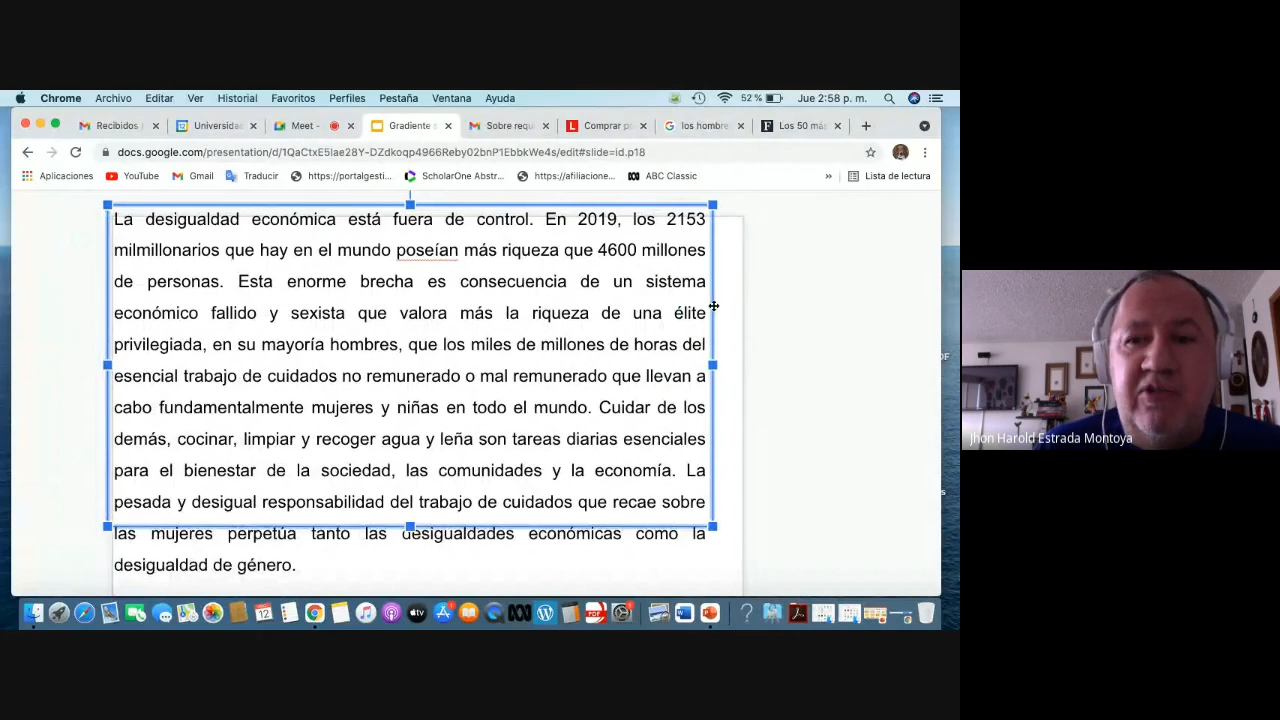 Chrome Archivo Editar Ver Historial Favoritos Perfiles Pestaña Ventana Ayuda 52 % Jue 2:58 p. m.
Recibidos Universida Meet - Gradiente s Sobre requ Comprar p los hombre Los 50 má
docs.google.com/presentation/d/1QaCtxE5Iae28Y-DZdkoqp4966Reby02bnP1EbbkWe4s/edit#slide=id.p18
Aplicaciones YouTube Gmail Traducir https://portalgesti... ScholarOne Abstr... https://afiliacione... ABC Classic » Lista de lectura
La desigualdad económica está fuera de control. En 2019, los 2153
milmillonarios que hay en el mundo poseían más riqueza que 4600 millones
de personas. Esta enorme brecha es consecuencia de un sistema
económico fallido y sexista que valora más la riqueza de una élite
privilegiada, en su mayoría hombres, que los miles de millones de horas del
esencial trabajo de cuidados no remunerado o mal remunerado que llevan a
cabo fundamentalmente mujeres y niñas en todo el mundo. Cuidar de los
demás, cocinar, limpiar y recoger agua y leña son tareas diarias esenciales
para el bienestar de la sociedad, las comunidades y la economía. La
pesada y desigual responsabilidad del trabajo de cuidados que recae sobre
las mujeres perpetúa tanto las desigualdades económicas como la
desigualdad de género.
Jhon Harold Estrada Montoya